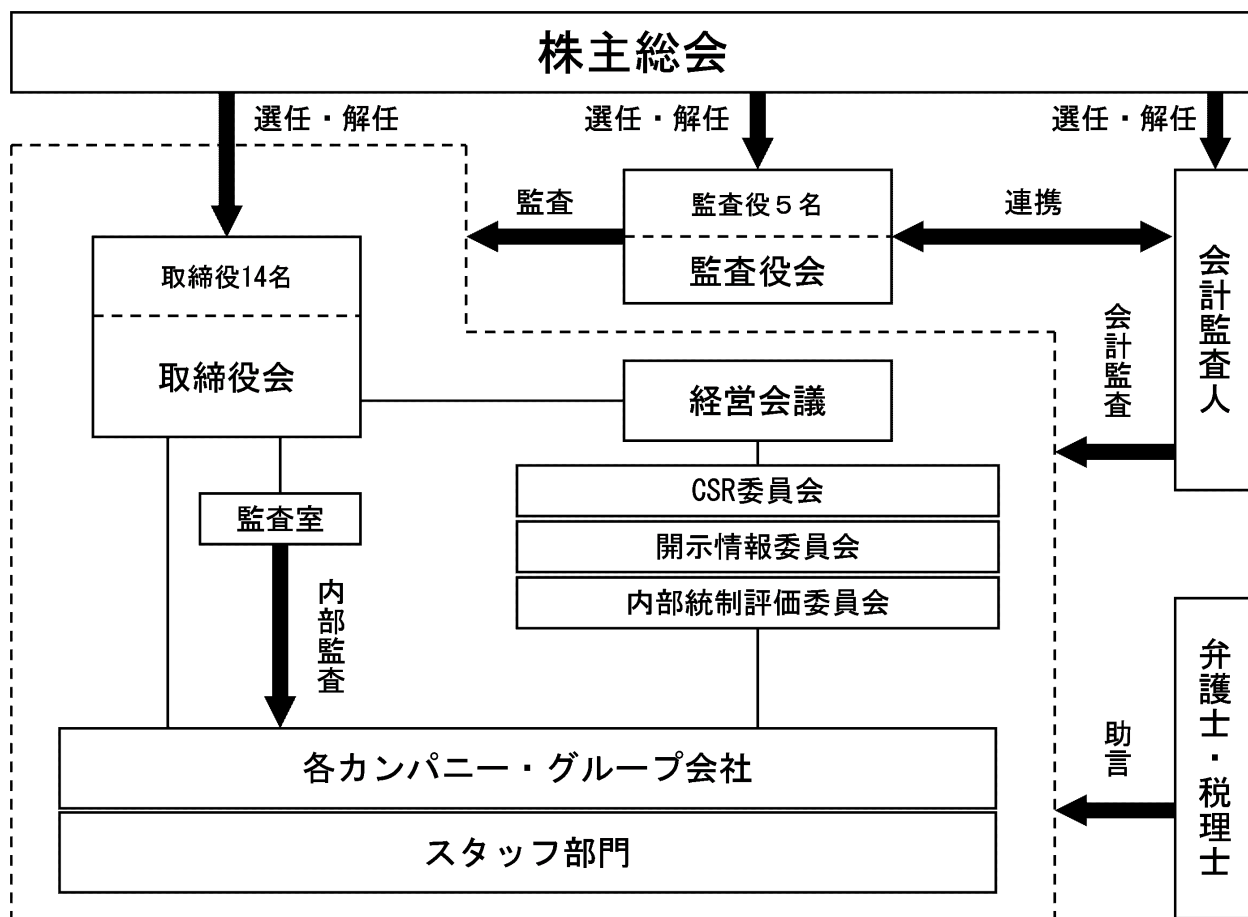 株主総会
選任・解任
選任・解任
選任・解任
監査
監査役５名
監査役会
連携
会計監査人
取締役14名
取締役会
会計監査
経営会議
CSR委員会
監査室
開示情報委員会
内部統制評価委員会
内部監査
弁護士・税理士
助言
各カンパニー・グループ会社
スタッフ部門